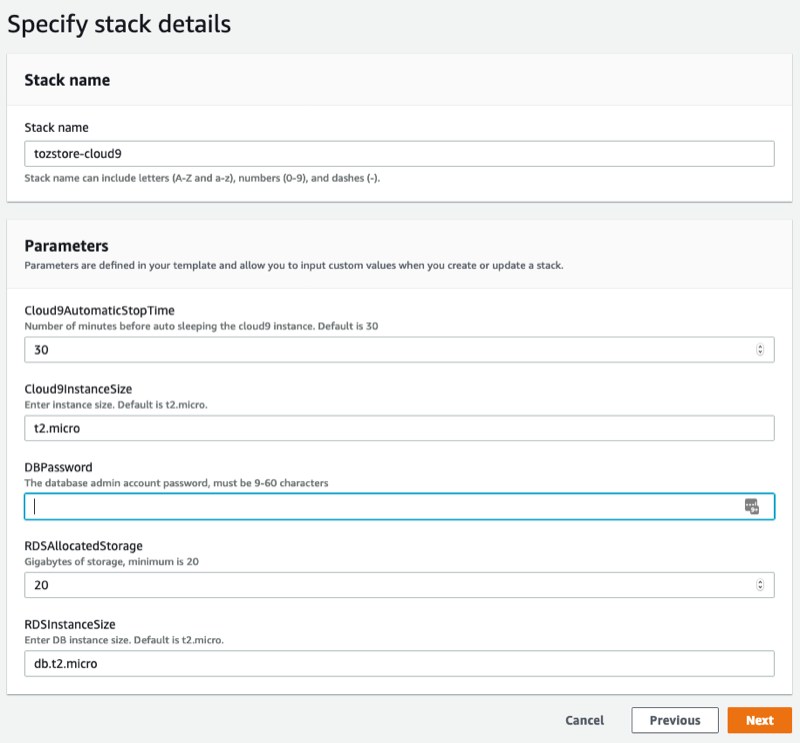 Specify stack details
Stack name
Stack name
tozstore-cloud9
Stack name can include letters (A-Z and a-z), numbers (0-9), and dashes (-).
Parameters
Parameters are defined in your template and allow you to input custom values when you create or update a stack.
Cloud9AutomaticStopTime
Number of minutes before auto sleeping the cloud9 instance. Default is 30
30
Cloud9InstanceSize
Enter instance size. Default is t2.micro.
t2.micro
DBPassword
The database admin account password, must be 9-60 characters
RDSAllocatedStorage
Gigabytes of storage, minimum is 20
20
RDSInstanceSize
Enter DB instance size. Default is t2.micro.
db.t2.micro
Cancel Previous Next